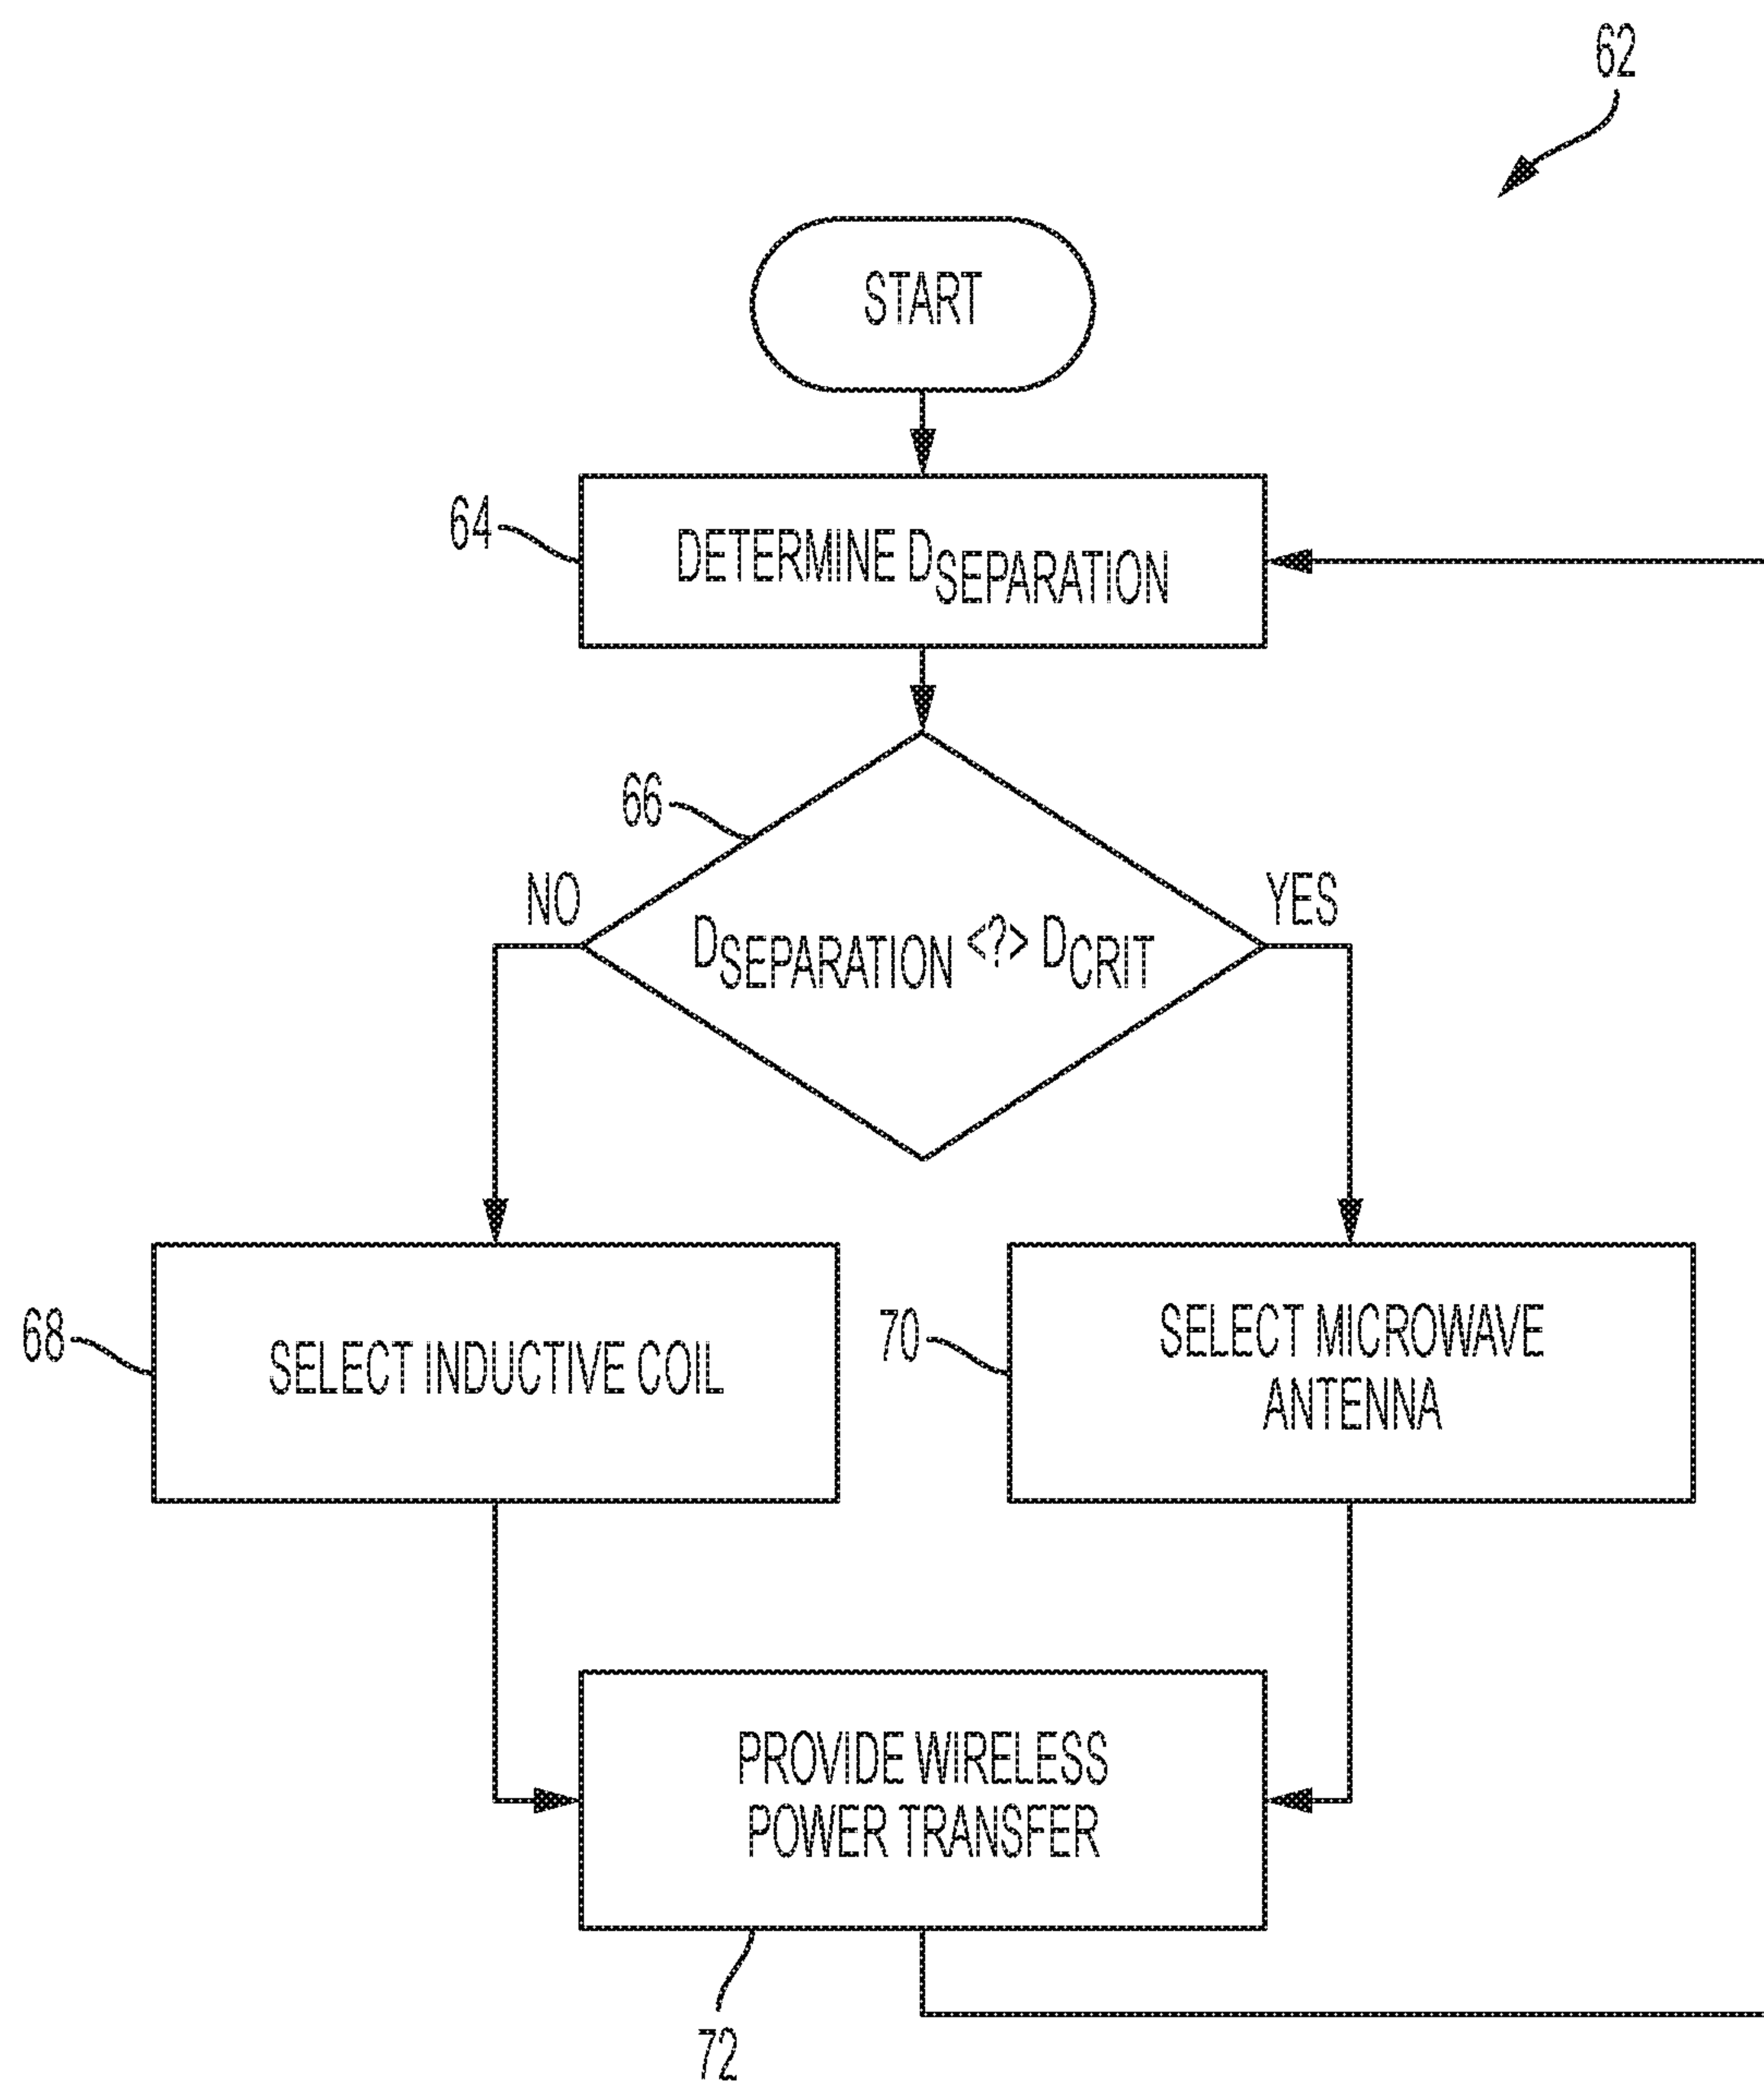 62
START
64
DETERMINE DSEPARATION
66
NO
YES
DSEPARATION <?> DCRIT
68
SELECT INDUCTIVE COIL
70
SELECT MICROWAVE
ANTENNA
PROVIDE WIRELESS
POWER TRANSFER
72